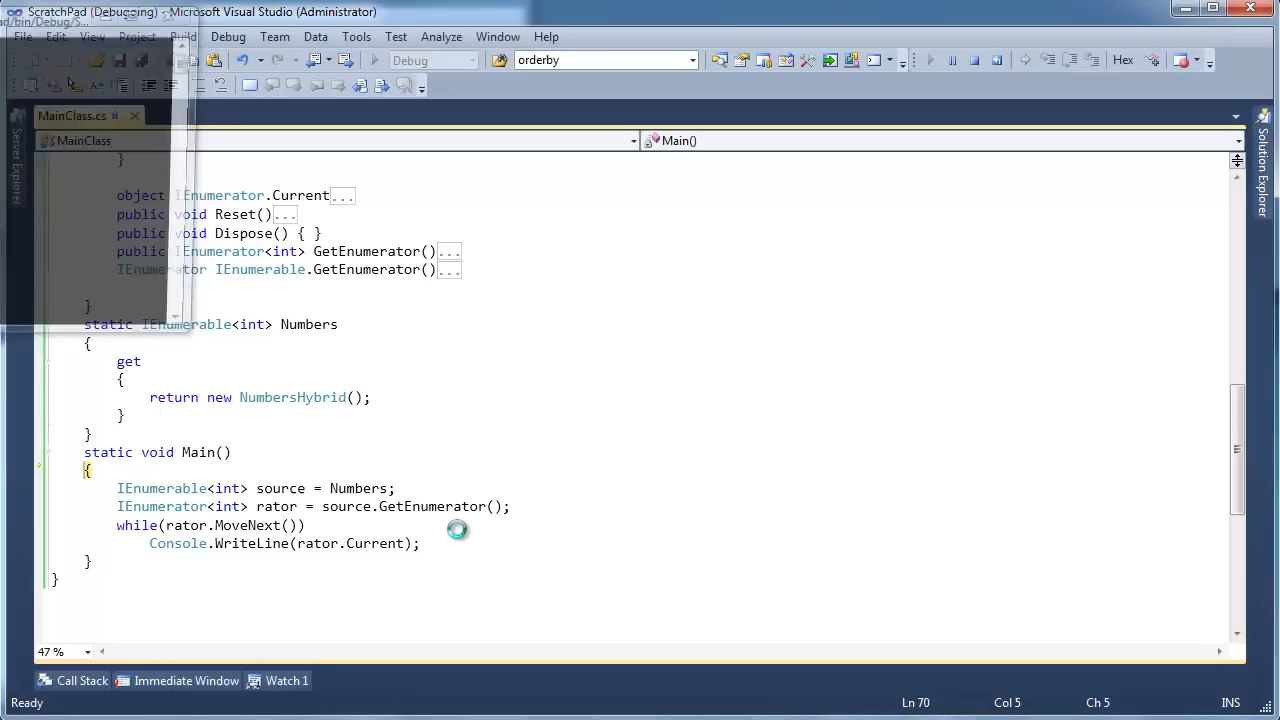 ScratchPad (Debugging) - Microsoft Visual Studio (Administrator)
ad/bin/Debug/S...
File Edit View Project Build Debug Team Data Tools Test Analyze Window Help
Debug orderby Hex
MainClass.cs
MainClass Main()
Server Explorer
Solution Explorer
}
object IEnumerator.Current...
public void Reset()...
public void Dispose() { }
public IEnumerator<int> GetEnumerator()...
IEnumerator IEnumerable.GetEnumerator()...
}
static IEnumerable<int> Numbers
{
get
{
return new NumbersHybrid();
}
}
static void Main()
{
IEnumerable<int> source = Numbers;
IEnumerator<int> rator = source.GetEnumerator();
while(rator.MoveNext())
Console.WriteLine(rator.Current);
}
}
47 %
Call Stack Immediate Window Watch 1
Ready Ln 70 Col 5 Ch 5 INS